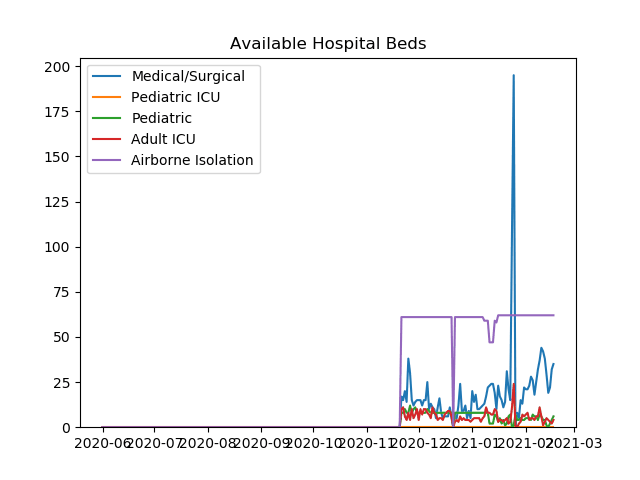 Available Hospital Beds
200
175
150
125
100
75
50
25
0
Medical/Surgical
Pediatric ICU
Pediatric
Adult ICU
Airborne Isolation
2020-06 2020-07 2020-08 2020-09 2020-10 2020-11 2020-12 2021-01 2021-02 2021-03